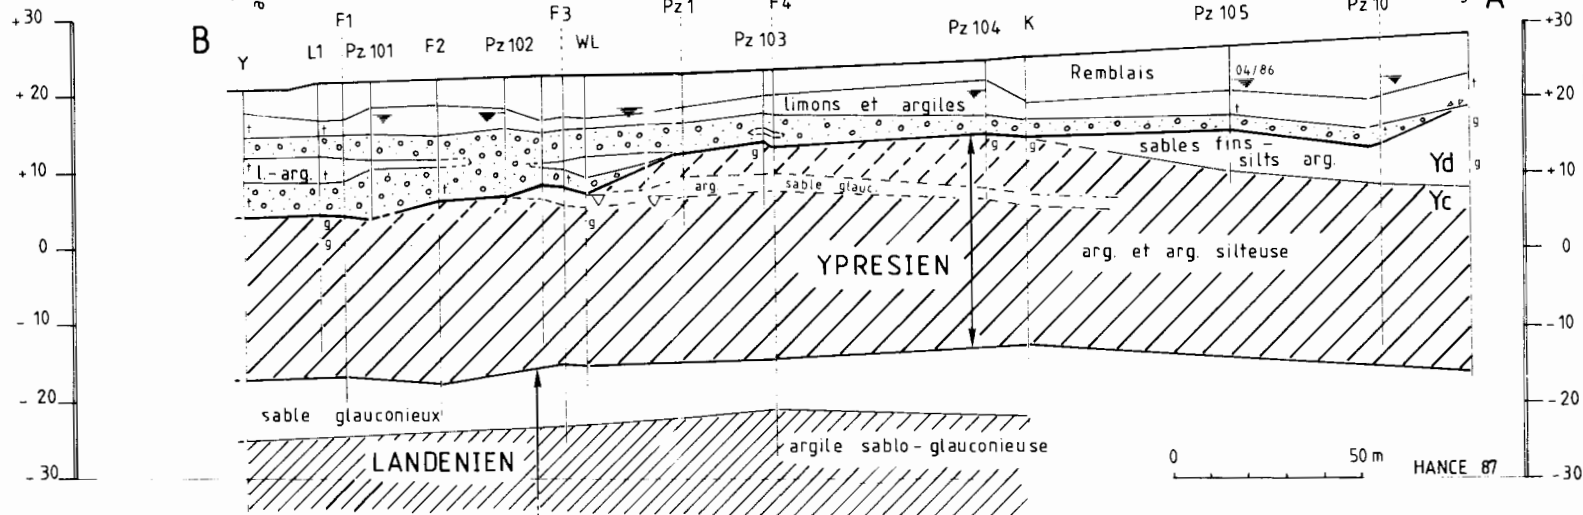 +30
+20
+10
0
- 10
- 20
- 30
B
A
Y
L1
F1
Pz 101
F2
Pz 102
F3
WL
Pz 1
Pz 103
F4
Pz 104
K
Pz 105
Pz 10
Remblais
04/86
limons et argiles
t
t
t
t
t
l.-arg.
t
t
t
t
sables fins -
silts arg.
Yd
Yc
g
g
g
g
g
g
g
arg - sable glauc.
YPRESIEN
arg. et arg. silteuse
sable glauconieux
LANDENIEN
argile sablo-glauconieuse
0
50 m
HANCE 87
+30
+20
+10
0
-10
- 20
-30